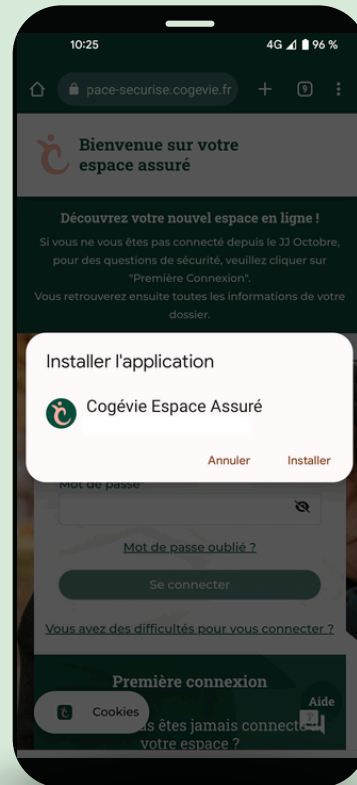 10:25
4G 96 %
pace-securise.cogevie.fr
9
Bienvenue sur votre
espace assuré
Découvrez votre nouvel espace en ligne !
Si vous ne vous êtes pas connecté depuis le JJ Octobre,
pour des questions de sécurité, veuillez cliquer sur
"Première Connexion".
Vous retrouverez ensuite toutes les informations de votre
dossier.
Installer l'application
Cogévie Espace Assuré
Annuler
Installer
Mot de passe
Mot de passe oublié ?
Se connecter
Vous avez des difficultés pour vous connecter ?
Première connexion
Aide
Cookies
s êtes jamais connecté
votre espace ?